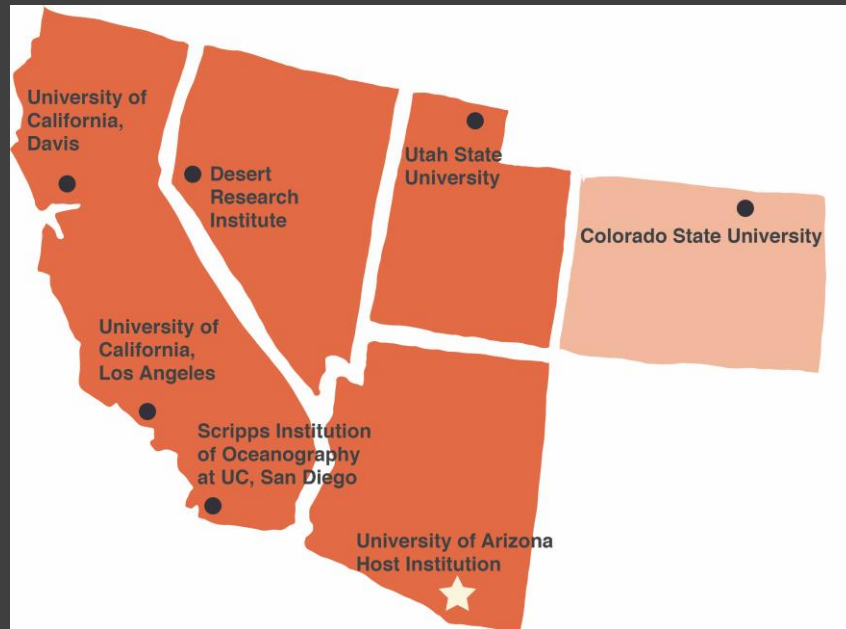 University of
California,
Davis
Desert
Research
Institute
Utah State
University
Colorado State University
University of
California,
Los Angeles
Scripps Institution
of Oceanography
at UC, San Diego
University of Arizona
Host Institution